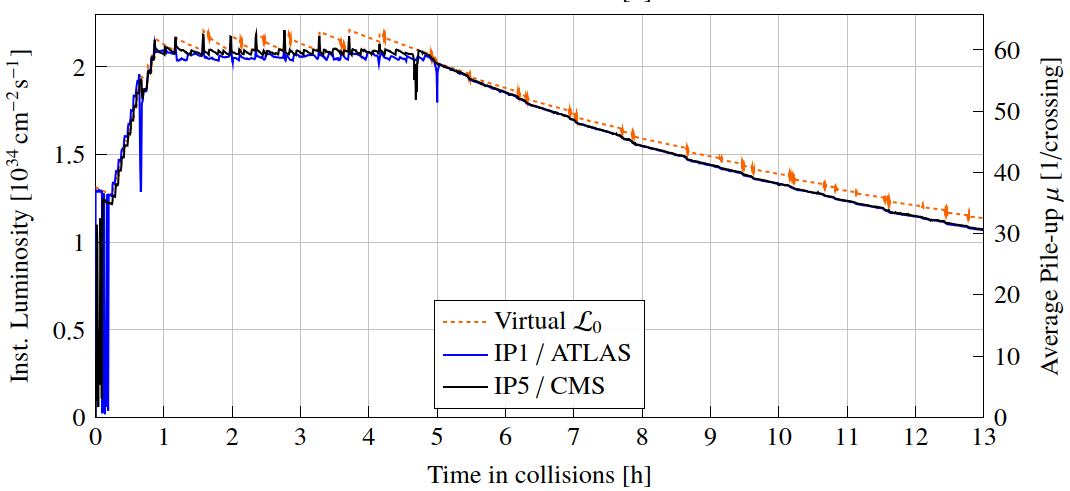 Inst. Luminosity [10³⁴ cm⁻² s⁻¹]
2
1.5
1
0.5
0
60
50
40
30
20
10
0
Average Pile-up μ [1/crossing]
Virtual ℒ₀
IP1 / ATLAS
IP5 / CMS
0 1 2 3 4 5 6 7 8 9 10 11 12 13
Time in collisions [h]